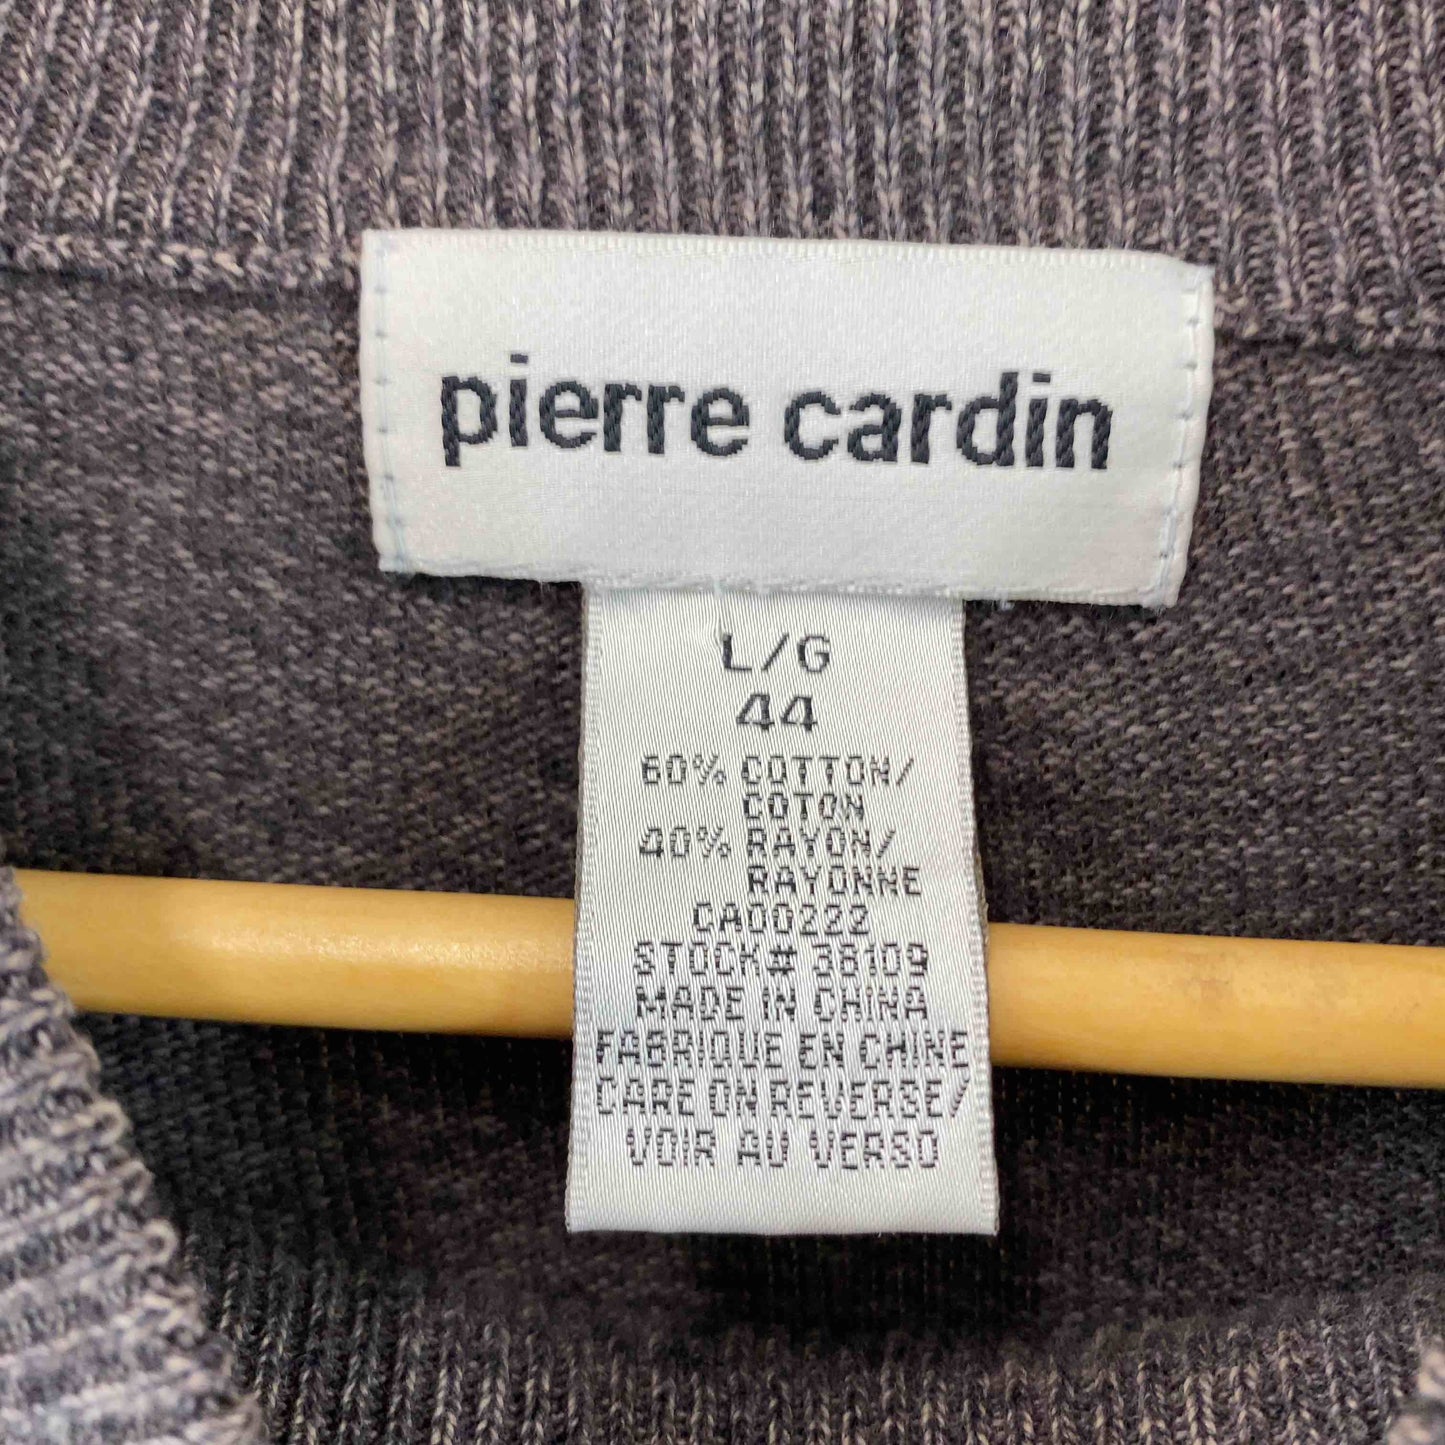 pierre cardin
L/G
44
60% COTTON/
COTON
40% RAYON/
RAYONNE
CA00222
STOCK# 38109
MADE IN CHINA
FABRIQUE EN CHINE
CARE ON REVERSE/
VOIR AU VERSO